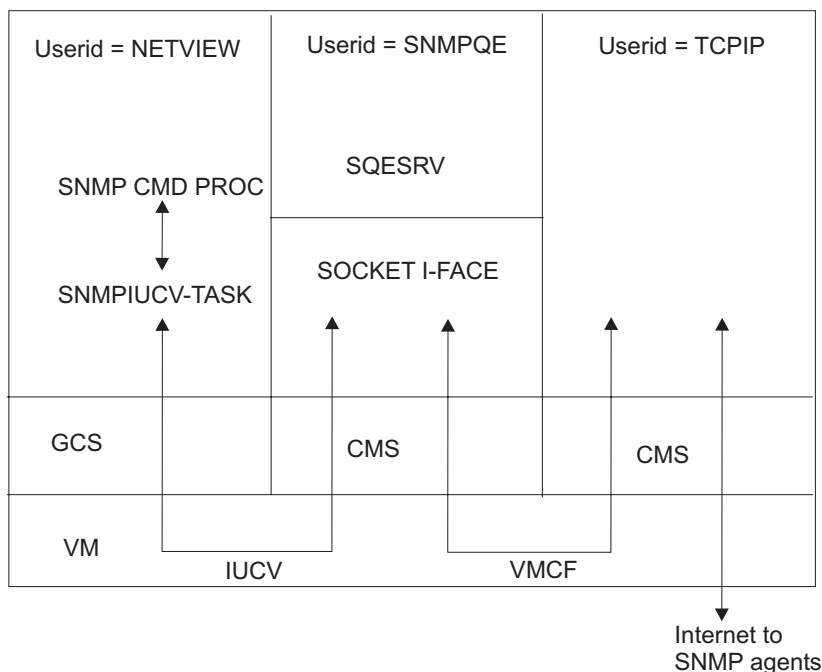 Userid = NETVIEW
Userid = SNMPQE
Userid = TCPIP
SQESRV
SNMP CMD PROC
SOCKET I-FACE
SNMPIUCV-TASK
GCS
CMS
CMS
VM
IUCV
VMCF
Internet to
SNMP agents